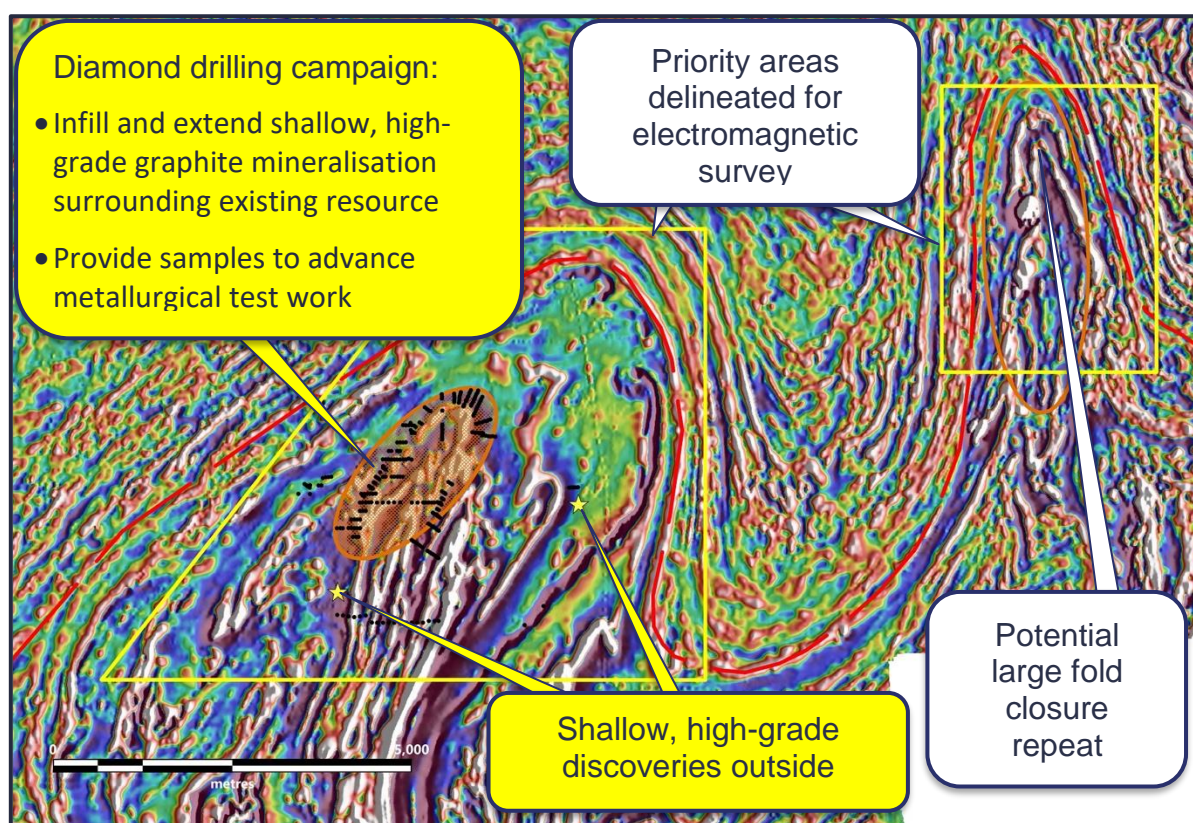 Diamond drilling campaign:
• Infill and extend shallow, high-
grade graphite mineralisation
surrounding existing resource
• Provide samples to advance
metallurgical test work
Priority areas
delineated for
electromagnetic
survey
Potential
large fold
closure
repeat
Shallow, high-grade
discoveries outside
0
5,000
metres